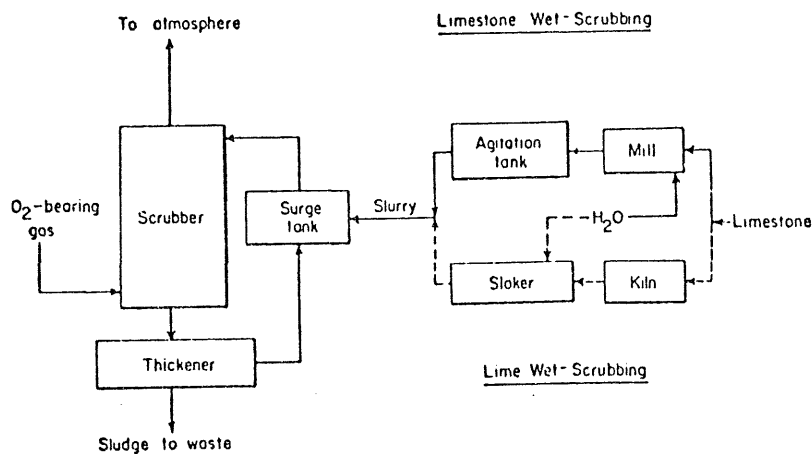 To atmosphere
Limestone Wet-Scrubbing
Agitation
tank
Mill
O2-bearing
gas
Scrubber
Surge
tank
Slurry
H2O
Limestone
Slaker
Kiln
Thickener
Lime Wet-Scrubbing
Sludge to waste